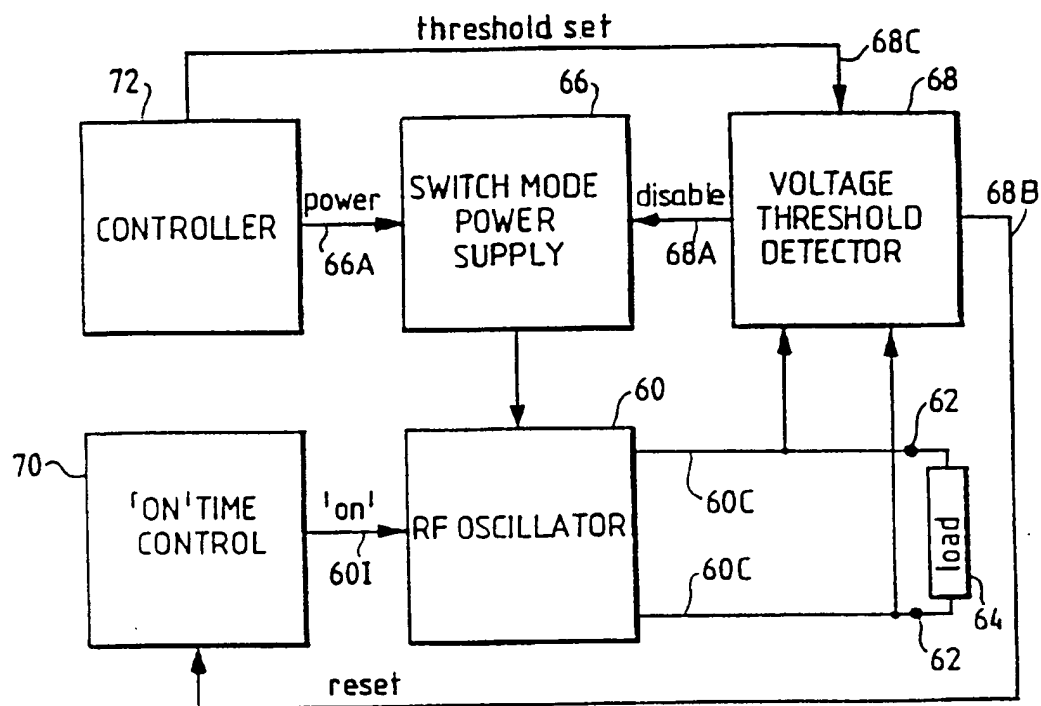 threshold set
68C
72
66
68
CONTROLLER
power
66A
SWITCH MODE
POWER
SUPPLY
disable
68A
VOLTAGE
THRESHOLD
DETECTOR
68B
60
62
70
'ON' TIME
CONTROL
'on'
60I
RF OSCILLATOR
60C
60C
load
64
62
reset